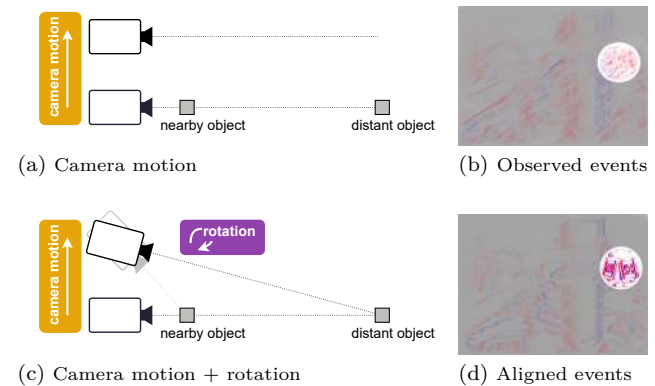 camera motion
nearby object
distant object
(a) Camera motion
(b) Observed events
camera motion
rotation
nearby object
distant object
(c) Camera motion + rotation
(d) Aligned events